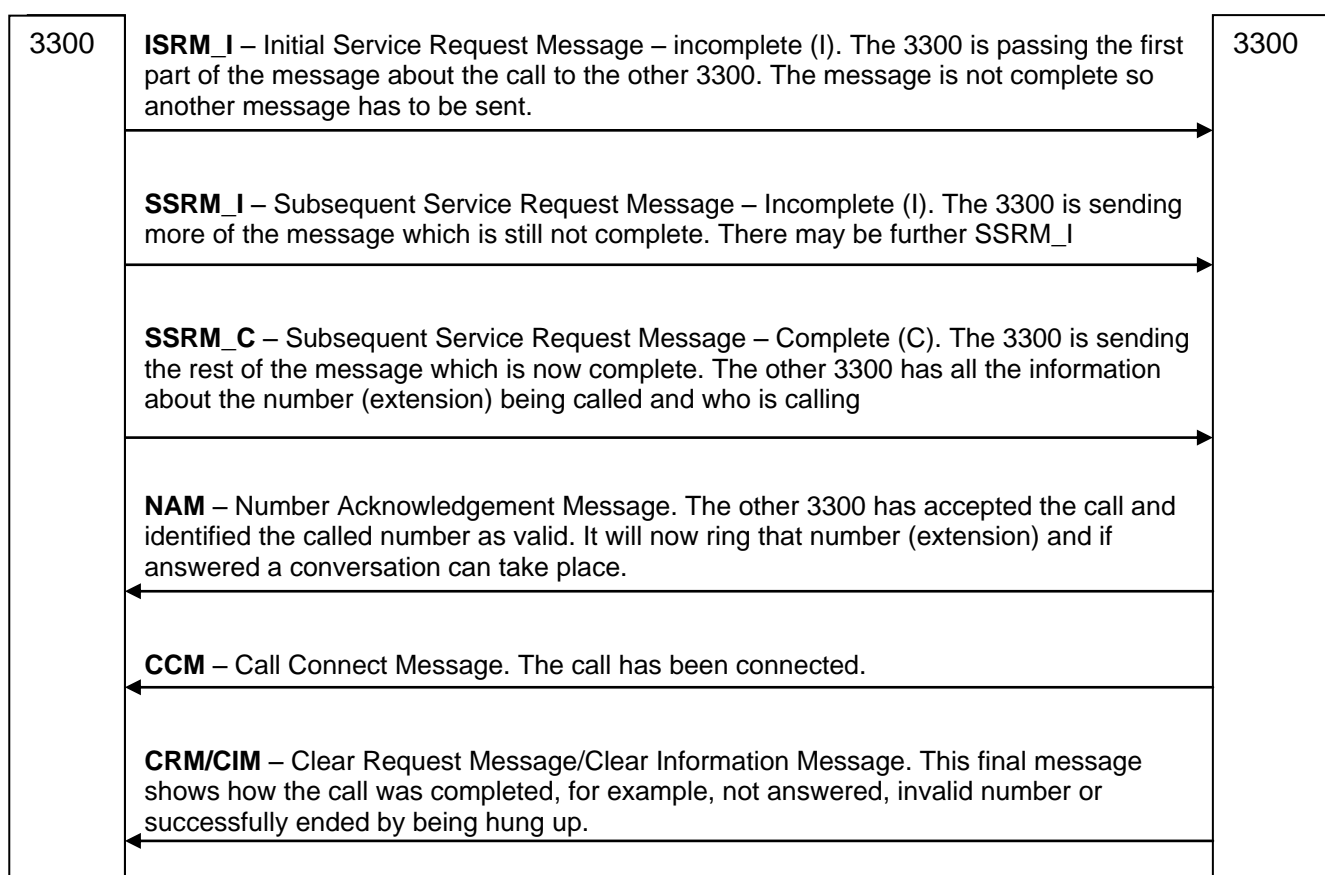 3300
ISRM_I – Initial Service Request Message – incomplete (I). The 3300 is passing the first
part of the message about the call to the other 3300. The message is not complete so
another message has to be sent.
3300
SSRM_I – Subsequent Service Request Message – Incomplete (I). The 3300 is sending
more of the message which is still not complete. There may be further SSRM_I
SSRM_C – Subsequent Service Request Message – Complete (C). The 3300 is sending
the rest of the message which is now complete. The other 3300 has all the information
about the number (extension) being called and who is calling
NAM – Number Acknowledgement Message. The other 3300 has accepted the call and
identified the called number as valid. It will now ring that number (extension) and if
answered a conversation can take place.
CCM – Call Connect Message. The call has been connected.
CRM/CIM – Clear Request Message/Clear Information Message. This final message
shows how the call was completed, for example, not answered, invalid number or
successfully ended by being hung up.